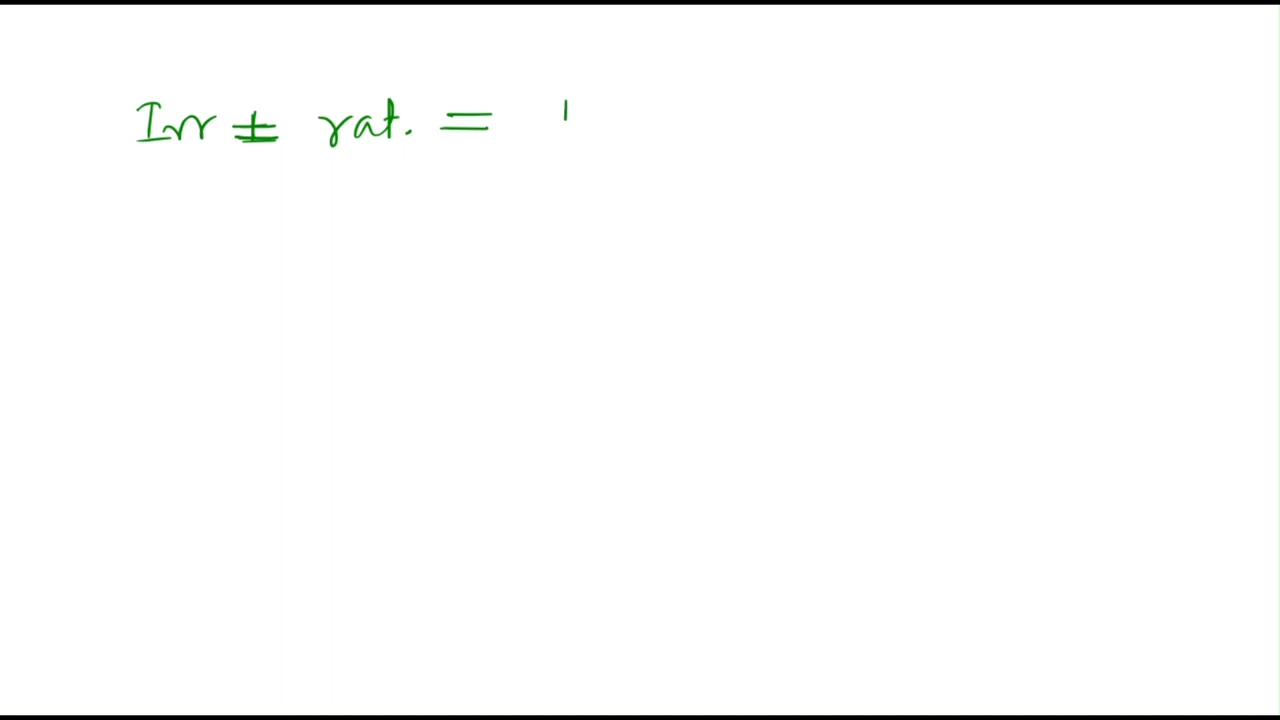 Irr ± rat. =